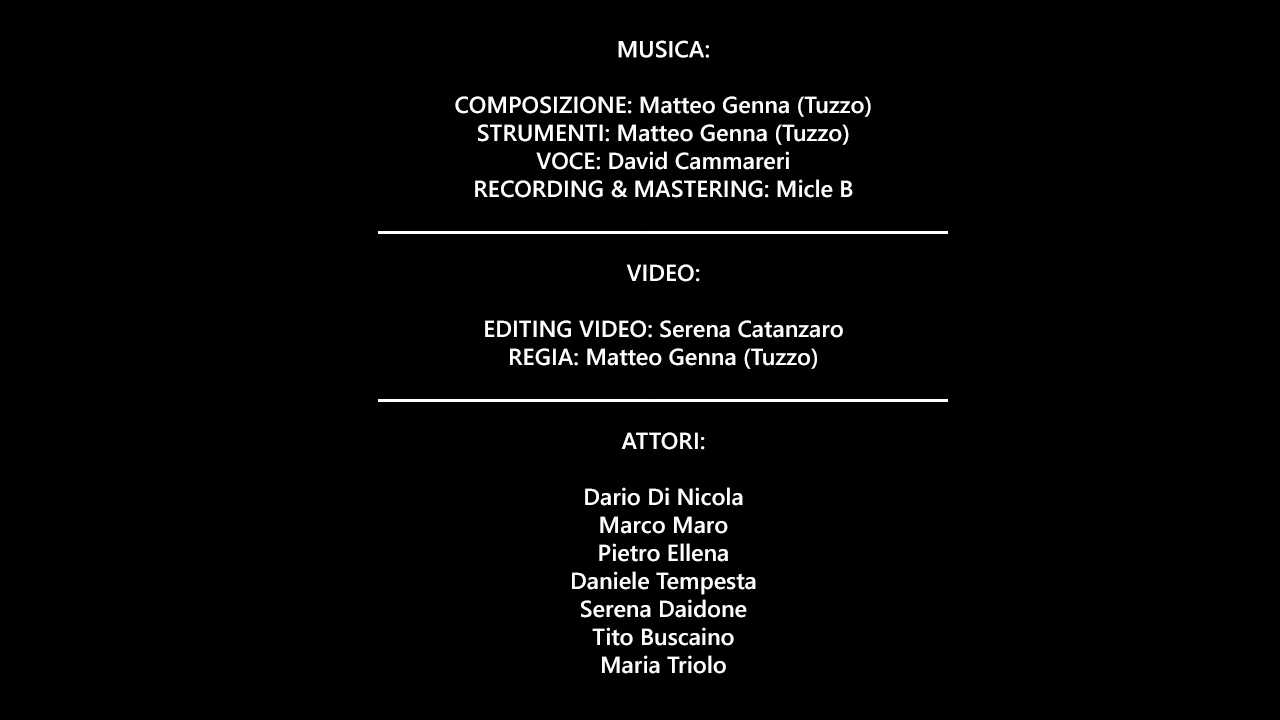 MUSICA:
COMPOSIZIONE: Matteo Genna (Tuzzo)
STRUMENTI: Matteo Genna (Tuzzo)
VOCE: David Cammareri
RECORDING & MASTERING: Micle B
VIDEO:
EDITING VIDEO: Serena Catanzaro
REGIA: Matteo Genna (Tuzzo)
ATTORI:
Dario Di Nicola
Marco Maro
Pietro Ellena
Daniele Tempesta
Serena Daidone
Tito Buscaino
Maria Triolo